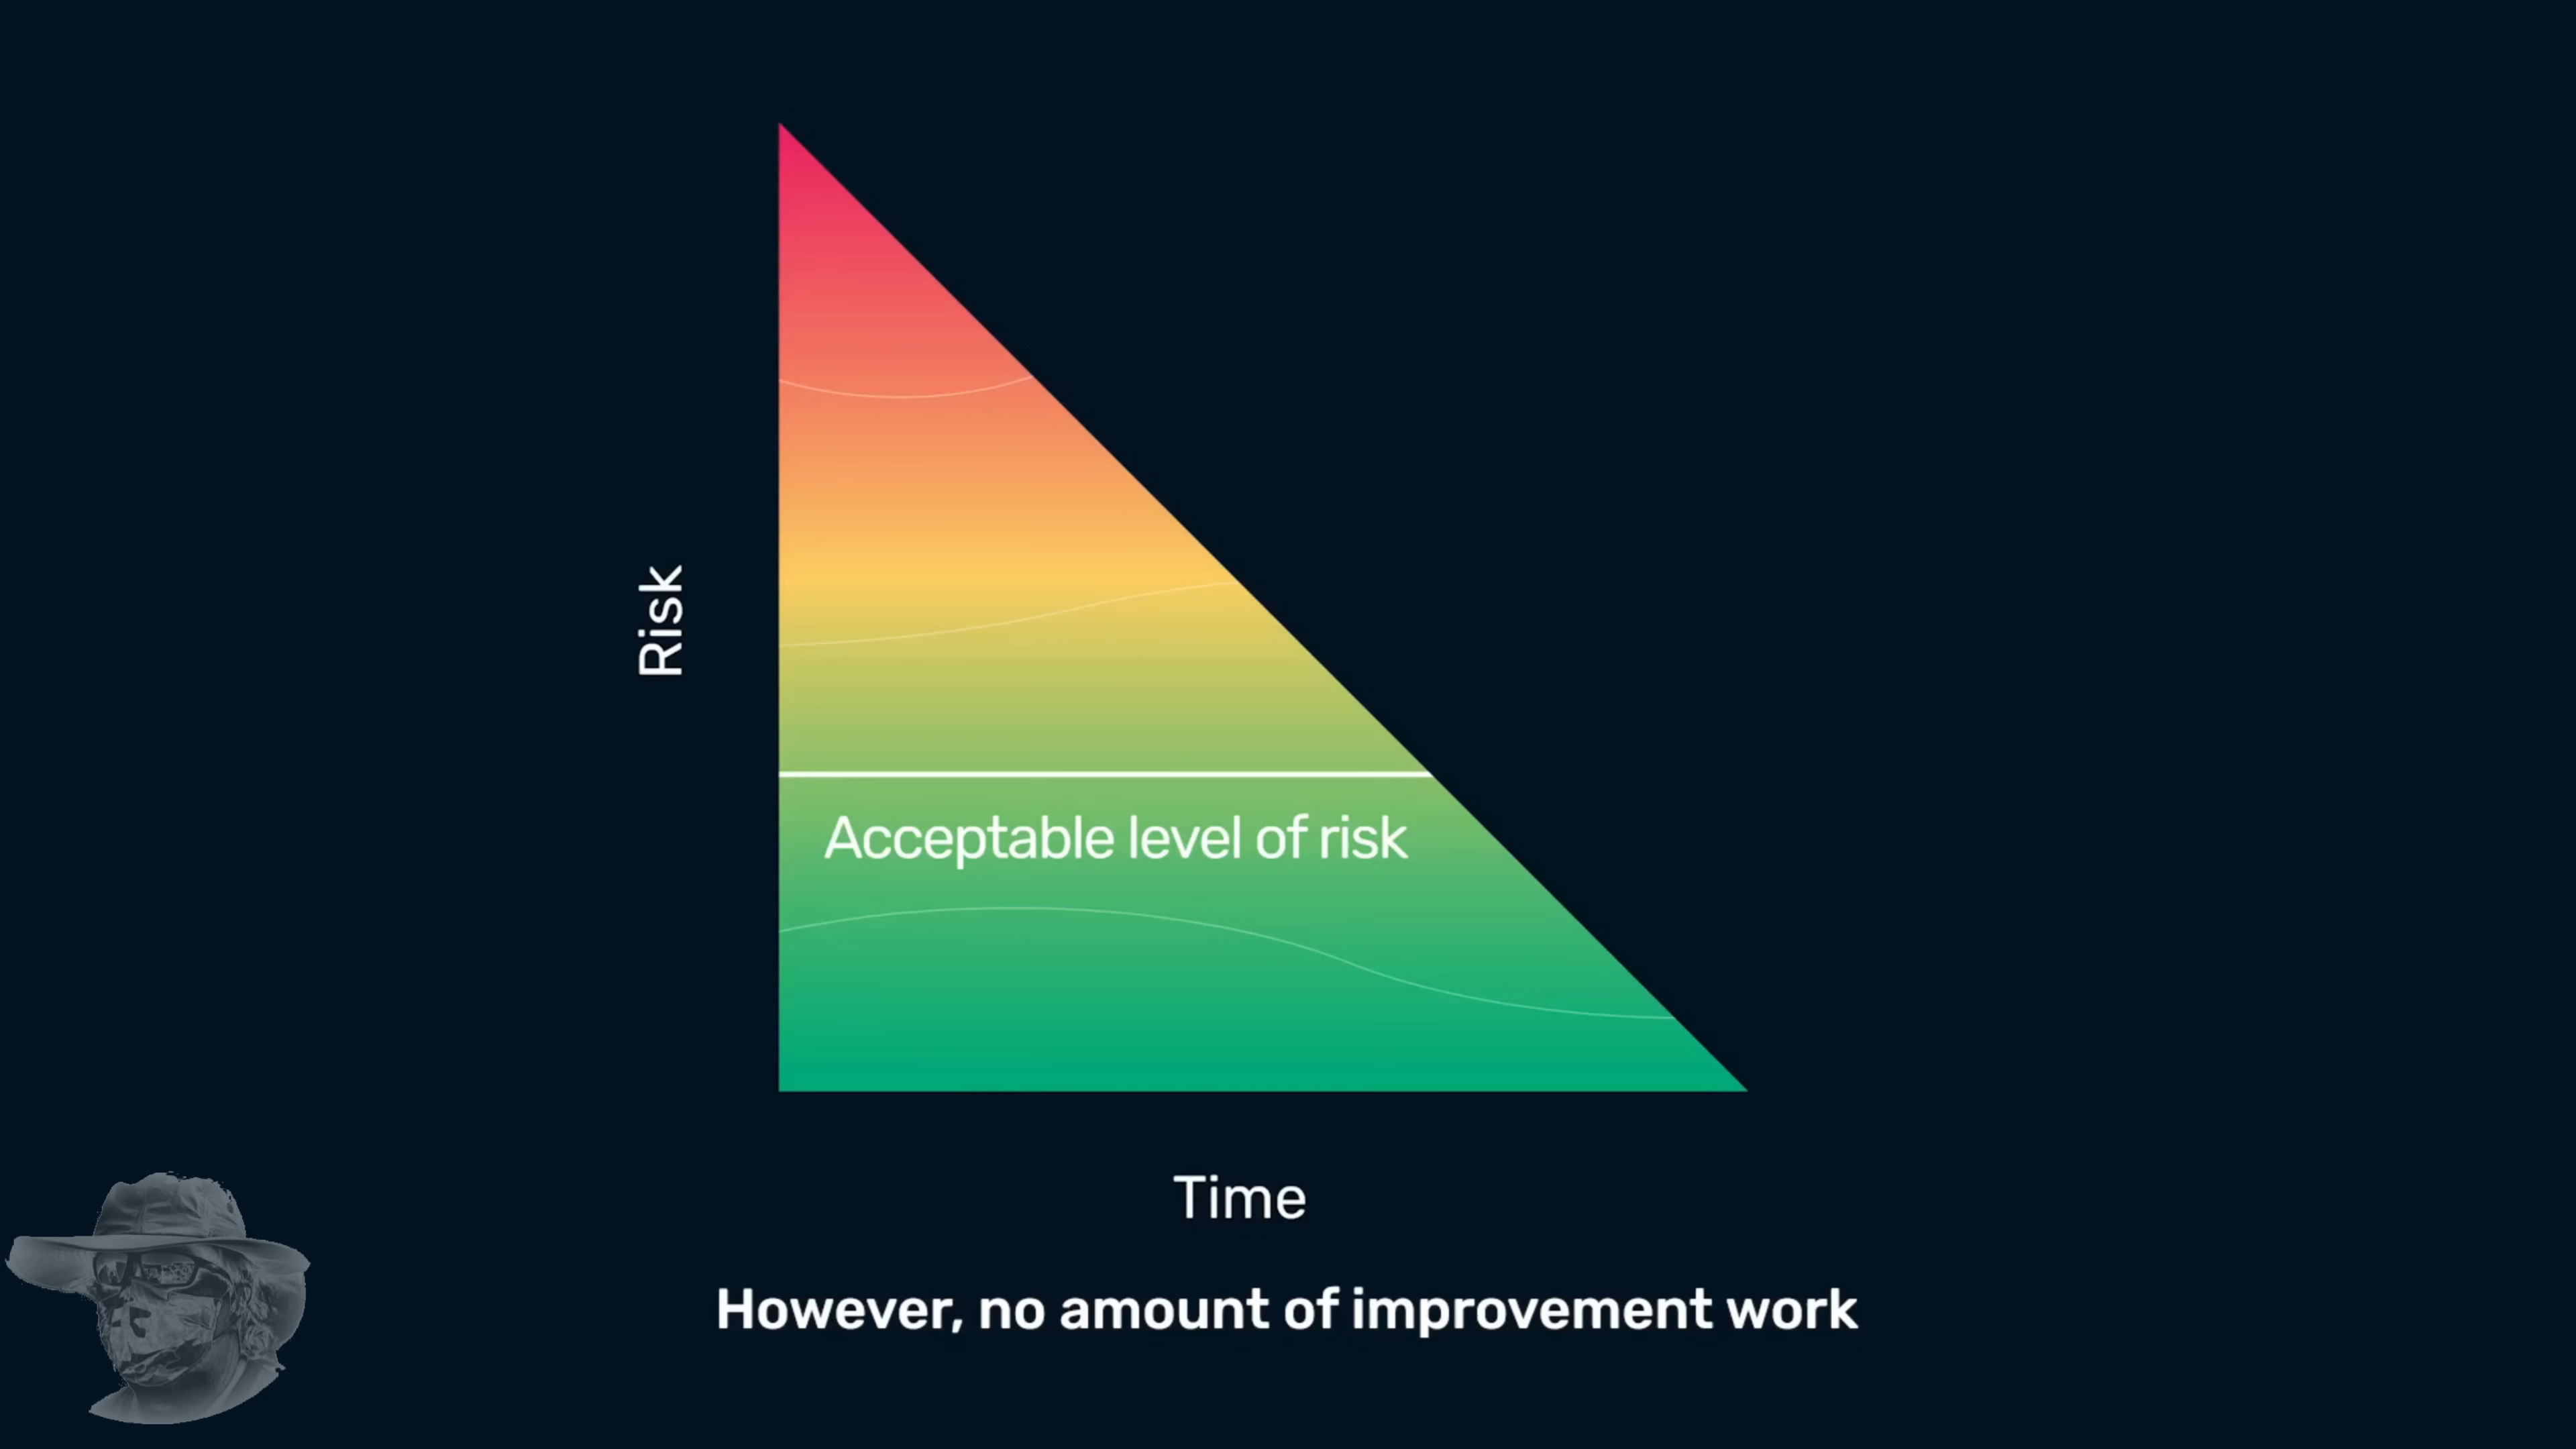 Risk
Acceptable level of risk
Time
However, no amount of improvement work